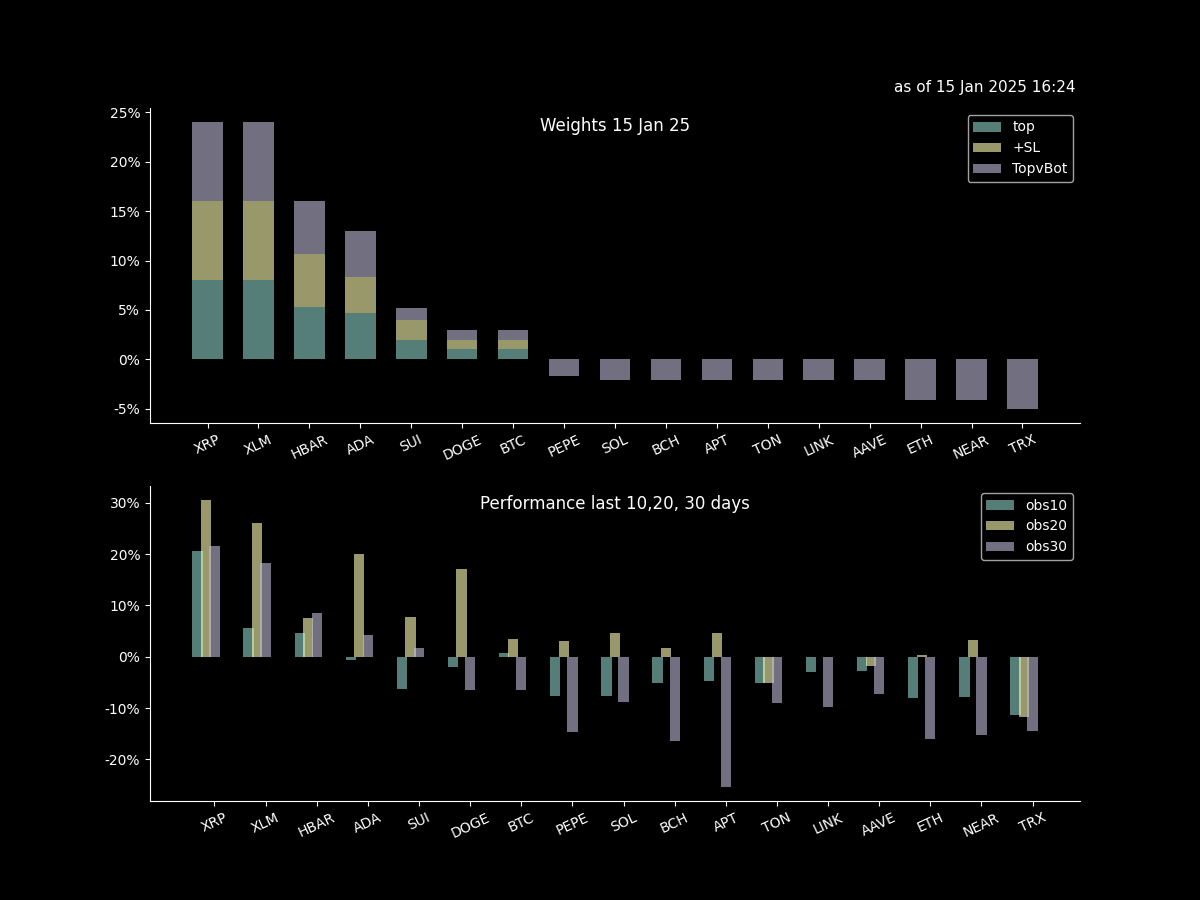 as of 15 Jan 2025 16:24
Weights 15 Jan 25
top
+SL
TopvBot
25%
20%
15%
10%
5%
0%
-5%
XRP XLM HBAR ADA SUI DOGE BTC PEPE SOL BCH APT TON LINK AAVE ETH NEAR TRX
Performance last 10,20, 30 days
obs10
obs20
obs30
30%
20%
10%
0%
-10%
-20%
XRP XLM HBAR ADA SUI DOGE BTC PEPE SOL BCH APT TON LINK AAVE ETH NEAR TRX